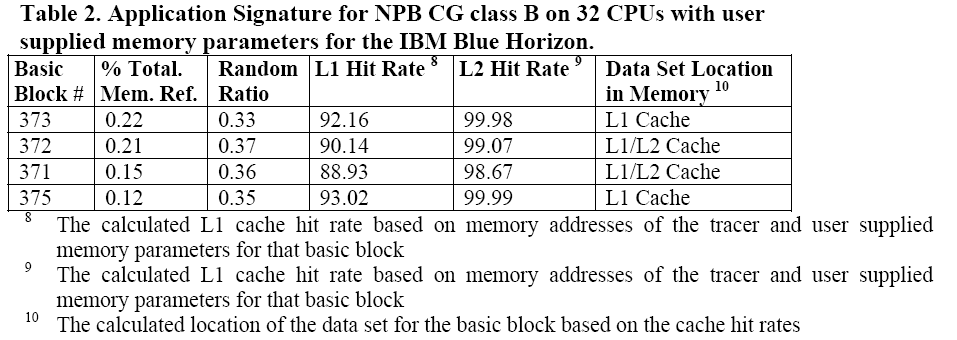 Table 2. Application Signature for NPB CG class B on 32 CPUs with user
supplied memory parameters for the IBM Blue Horizon.
Basic Block # % Total. Mem. Ref. Random Ratio L1 Hit Rate 8 L2 Hit Rate 9 Data Set Location in Memory 10
373 0.22 0.33 92.16 99.98 L1 Cache
372 0.21 0.37 90.14 99.07 L1/L2 Cache
371 0.15 0.36 88.93 98.67 L1/L2 Cache
375 0.12 0.35 93.02 99.99 L1 Cache
8 The calculated L1 cache hit rate based on memory addresses of the tracer and user supplied
memory parameters for that basic block
9 The calculated L1 cache hit rate based on memory addresses of the tracer and user supplied
memory parameters for that basic block
10 The calculated location of the data set for the basic block based on the cache hit rates